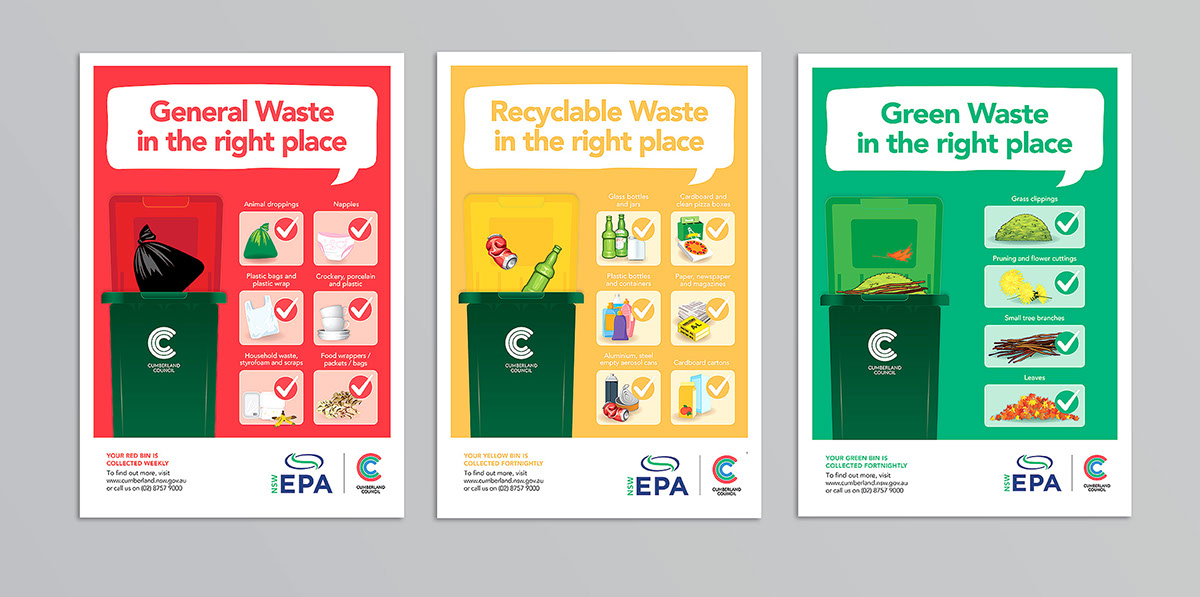 General Waste
in the right place
Animal droppings
Nappies
Plastic bags and
plastic wrap
Crockery, porcelain
and plastic
Household waste,
styrofoam and scraps
Food wrappers /
packets / bags
CUMBERLAND
COUNCIL
YOUR RED BIN IS
COLLECTED WEEKLY
To find out more, visit
www.cumberland.nsw.gov.au
or call us on (02) 8757 9000
NSW
EPA
CUMBERLAND
COUNCIL
Recyclable Waste
in the right place
Glass bottles
and jars
Cardboard and
clean pizza boxes
Plastic bottles
and containers
Paper, newspaper
and magazines
Aluminium, steel
empty aerosol cans
Cardboard cartons
CUMBERLAND
COUNCIL
YOUR YELLOW BIN IS
COLLECTED FORTNIGHTLY
To find out more, visit
www.cumberland.nsw.gov.au
or call us on (02) 8757 9000
NSW
EPA
CUMBERLAND
COUNCIL
Green Waste
in the right place
Grass clippings
Pruning and flower cuttings
Small tree branches
Leaves
CUMBERLAND
COUNCIL
YOUR GREEN BIN IS
COLLECTED FORTNIGHTLY
To find out more, visit
www.cumberland.nsw.gov.au
or call us on (02) 8757 9000
NSW
EPA
CUMBERLAND
COUNCIL